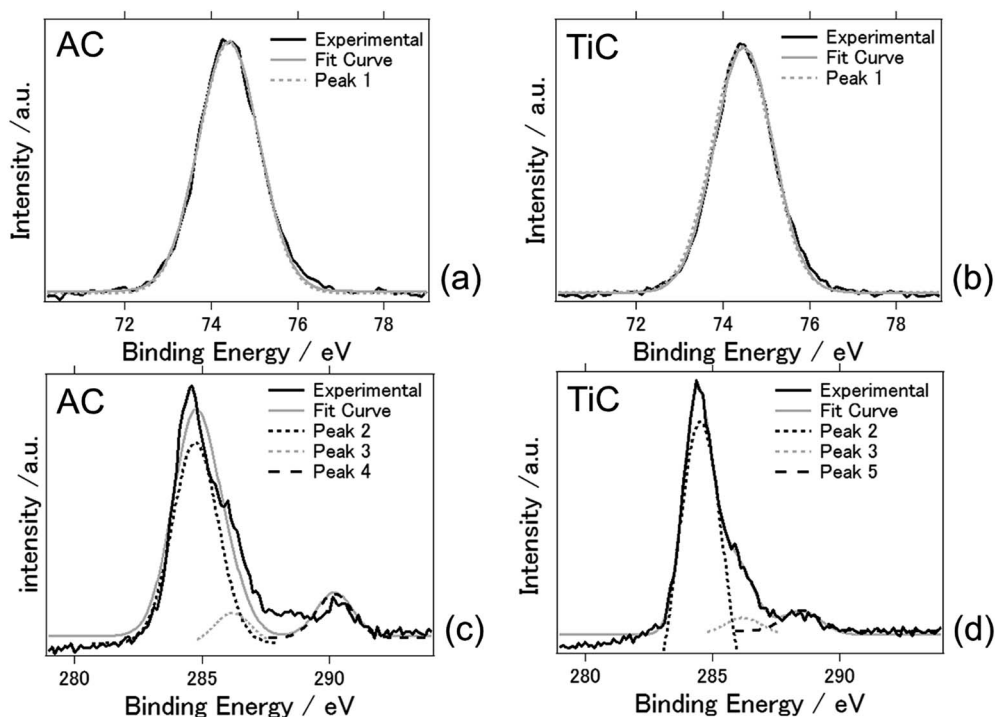 AC
Experimental
Fit Curve
Peak 1
Intensity /a.u.
72 74 76 78
Binding Energy / eV
(a)
TiC
Experimental
Fit Curve
Peak 1
Intensity / a.u.
72 74 76 78
Binding Energy / eV
(b)
AC
Experimental
Fit Curve
Peak 2
Peak 3
Peak 4
intensity /a.u.
280 285 290
Binding Energy / eV
(c)
TiC
Experimental
Fit Curve
Peak 2
Peak 3
Peak 5
Intensity /a.u.
280 285 290
Binding Energy / eV
(d)